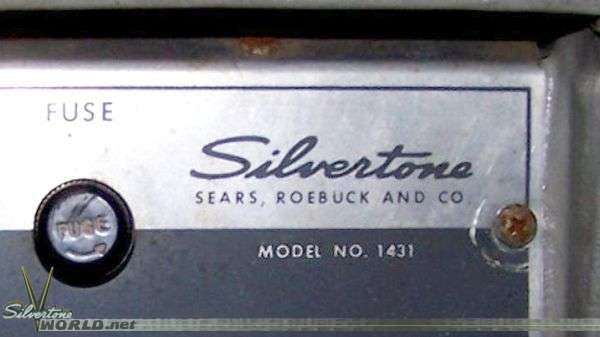 FUSE
Silvertone
SEARS, ROEBUCK AND CO.
FUSE
MODEL NO. 1431
Silvertone
WORLD.net